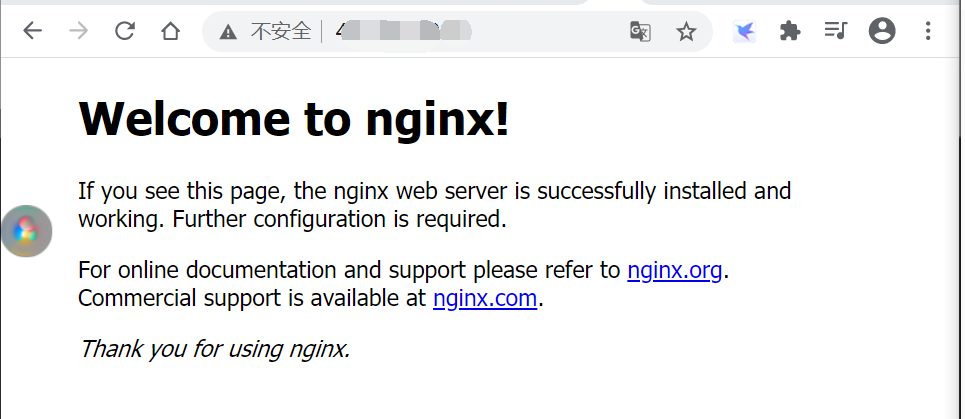 不安全
Welcome to nginx!
If you see this page, the nginx web server is successfully installed and
working. Further configuration is required.
For online documentation and support please refer to nginx.org.
Commercial support is available at nginx.com.
Thank you for using nginx.